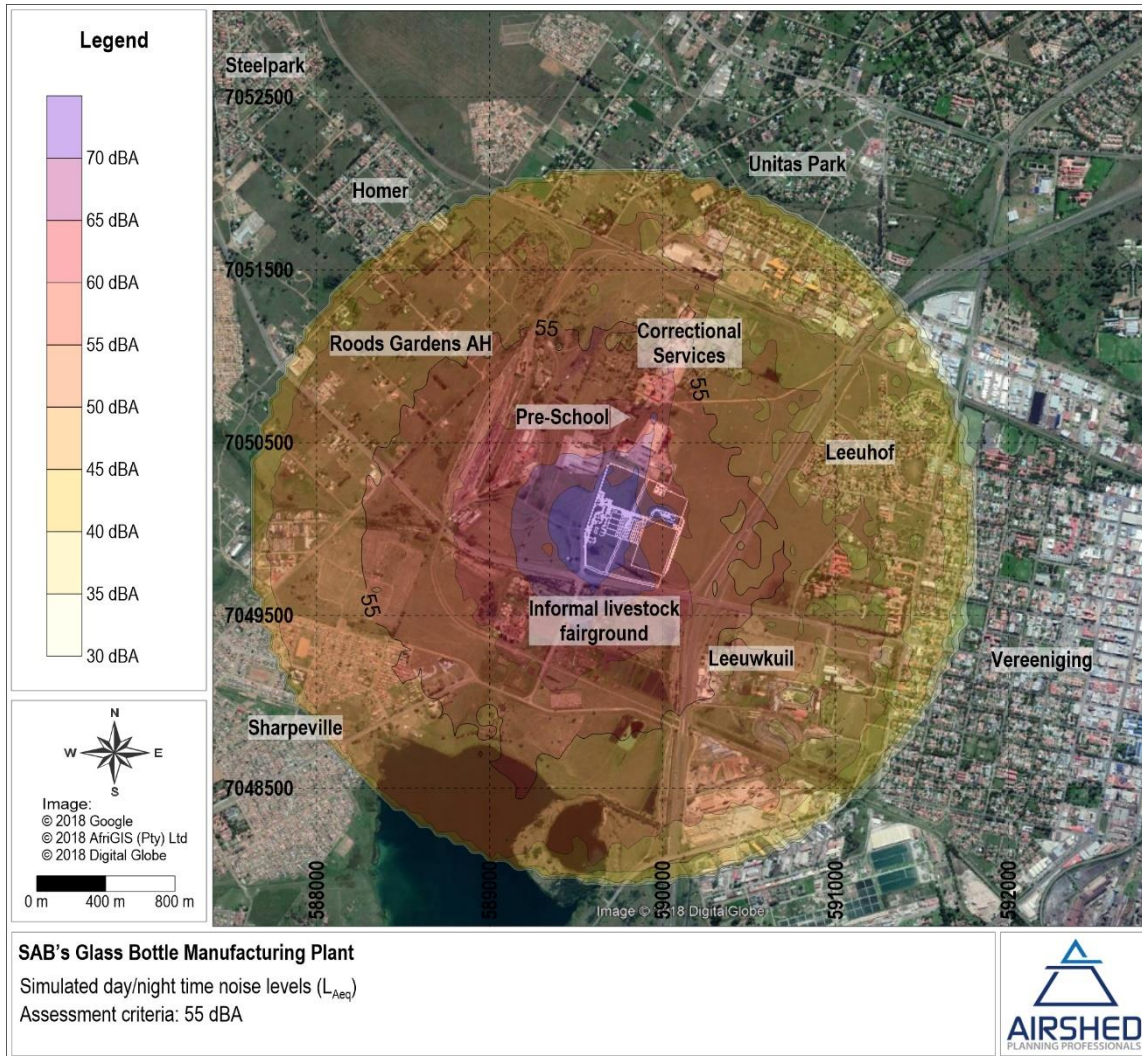 Legend
70 dBA
65 dBA
60 dBA
55 dBA
50 dBA
45 dBA
40 dBA
35 dBA
30 dBA
N
W E
S
Image:
© 2018 Google
© 2018 AfriGIS (Pty) Ltd
© 2018 Digital Globe
0 m 400 m 800 m
Steelpark
7052500
Unitas Park
Homer
7051500
55
Roods Gardens AH
Correctional
Services
55
Pre-School
7050500
Leeuhof
55
7049500
Informal livestock
fairground
Leeuwkuil
Vereeniging
Sharpeville
7048500
588000
589000
590000
591000
592000
Image © 2018 DigitalGlobe
SAB's Glass Bottle Manufacturing Plant
Simulated day/night time noise levels (LAeq)
Assessment criteria: 55 dBA
AIRSHED
PLANNING PROFESSIONALS